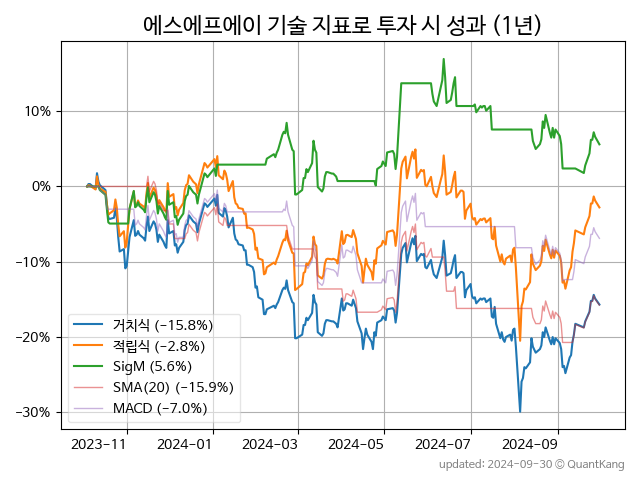 에스에프에이 기술 지표로 투자 시 성과 (1년)
10%
0%
−10%
−20%
−30%
거치식 (−15.8%)
적립식 (−2.8%)
SigM (5.6%)
SMA(20) (−15.9%)
MACD (−7.0%)
2023-11
2024-01
2024-03
2024-05
2024-07
2024-09
updated: 2024-09-30 © QuantKang